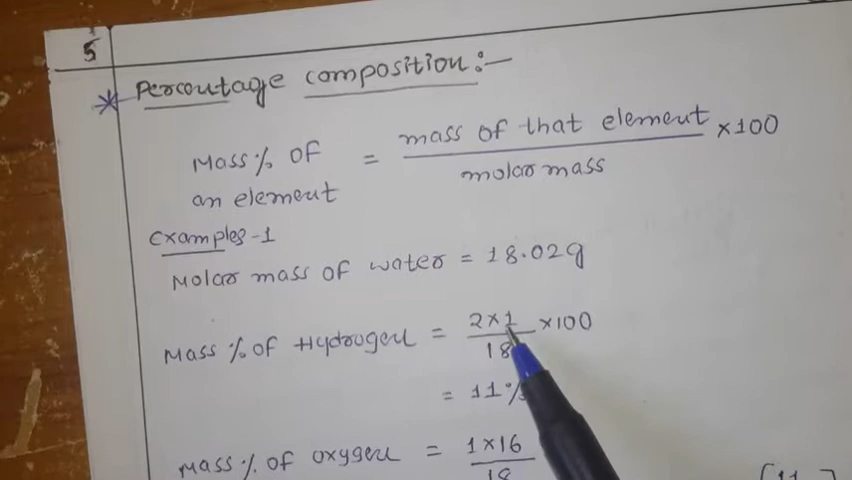 5
* Percentage composition :-
Mass % of an element = mass of that element / molar mass × 100
Examples-1
Molar mass of water = 18.02g
Mass % of Hydrogen = 2×1 / 18 ×100
= 11%
Mass % of oxygen = 1×16 / 18